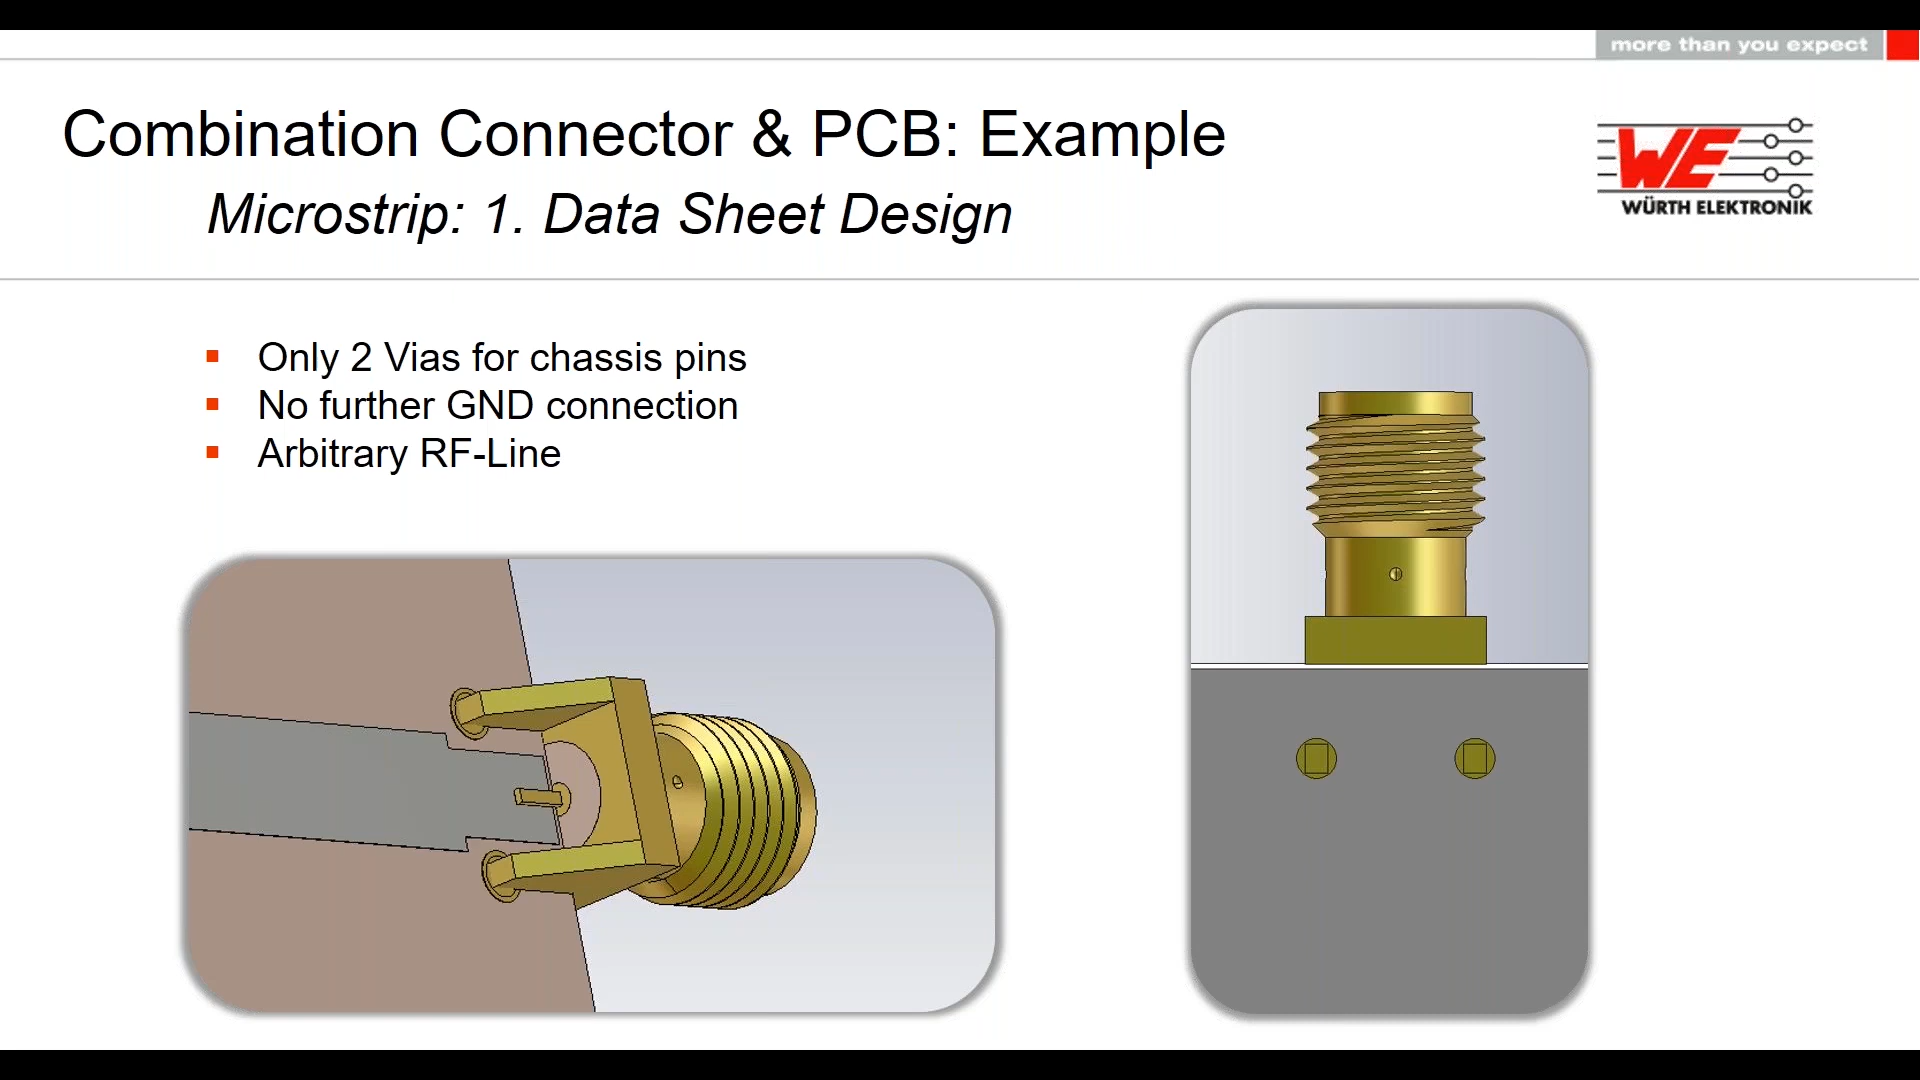 more than you expect
Combination Connector & PCB: Example
Microstrip: 1. Data Sheet Design
WE
WÜRTH ELEKTRONIK
Only 2 Vias for chassis pins
No further GND connection
Arbitrary RF-Line